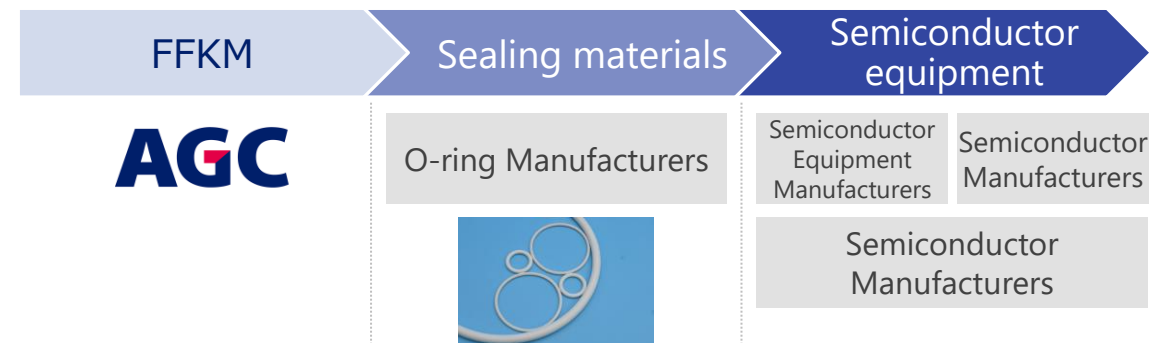 FFKM
Sealing materials
Semiconductor
equipment
AGC
O-ring Manufacturers
Semiconductor
Equipment
Manufacturers
Semiconductor
Manufacturers
Semiconductor
Manufacturers